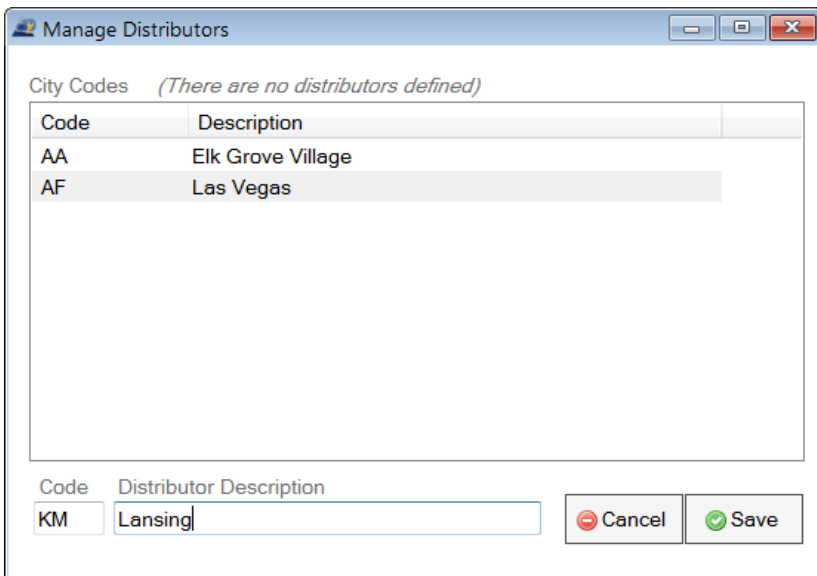 Manage Distributors
City Codes (There are no distributors defined)
Code Description
AA Elk Grove Village
AF Las Vegas
Code Distributor Description
KM Lansing Cancel Save